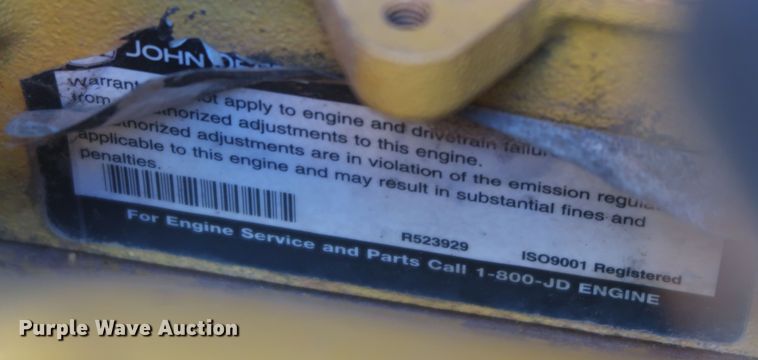 JOHN
not apply to engine and drivetrain
from adjustments to this engine.
adjustments are in violation of the emission
applicable to this engine and may result in substantial fines and
penalties.
R523929 ISO9001 Registered
For Engine Service and Parts Call 1-800-JD ENGINE
Purple Wave Auction